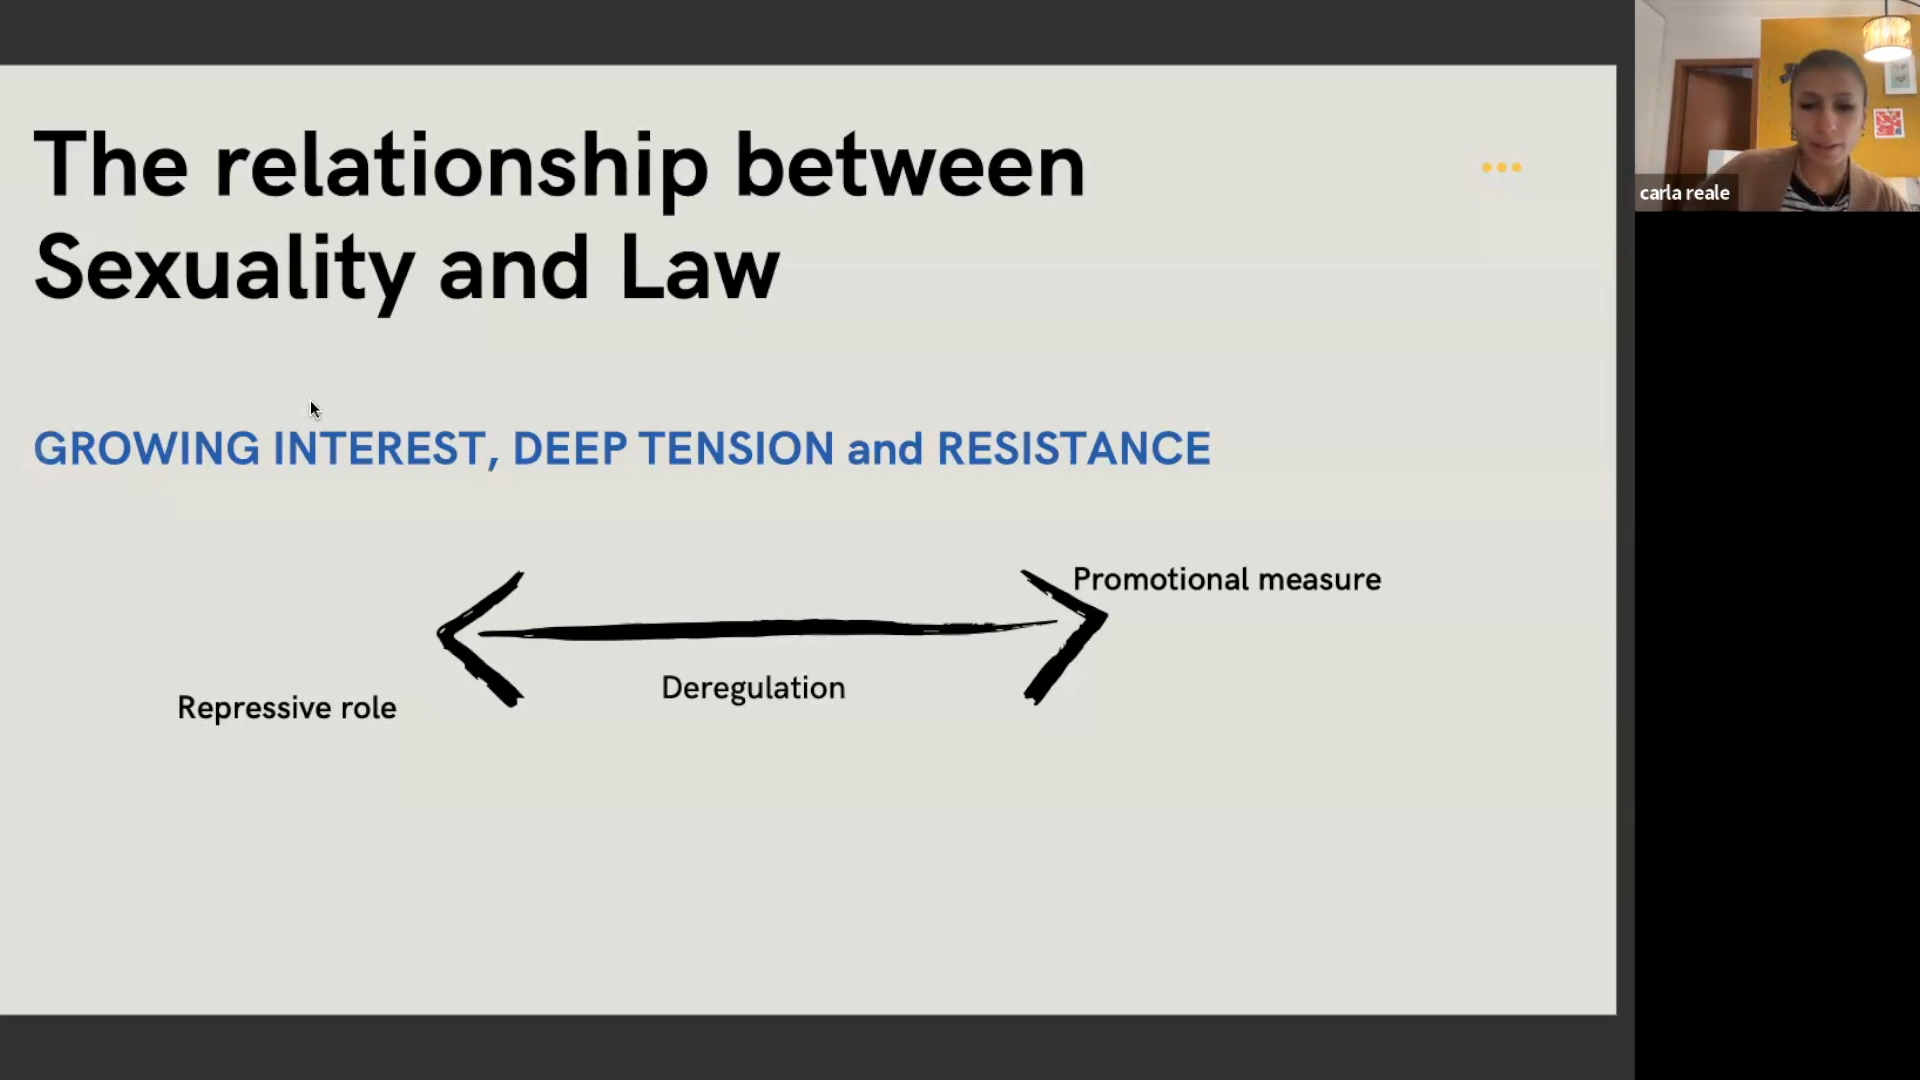 The relationship between
Sexuality and Law
carla reale
GROWING INTEREST, DEEP TENSION and RESISTANCE
Promotional measure
Deregulation
Repressive role